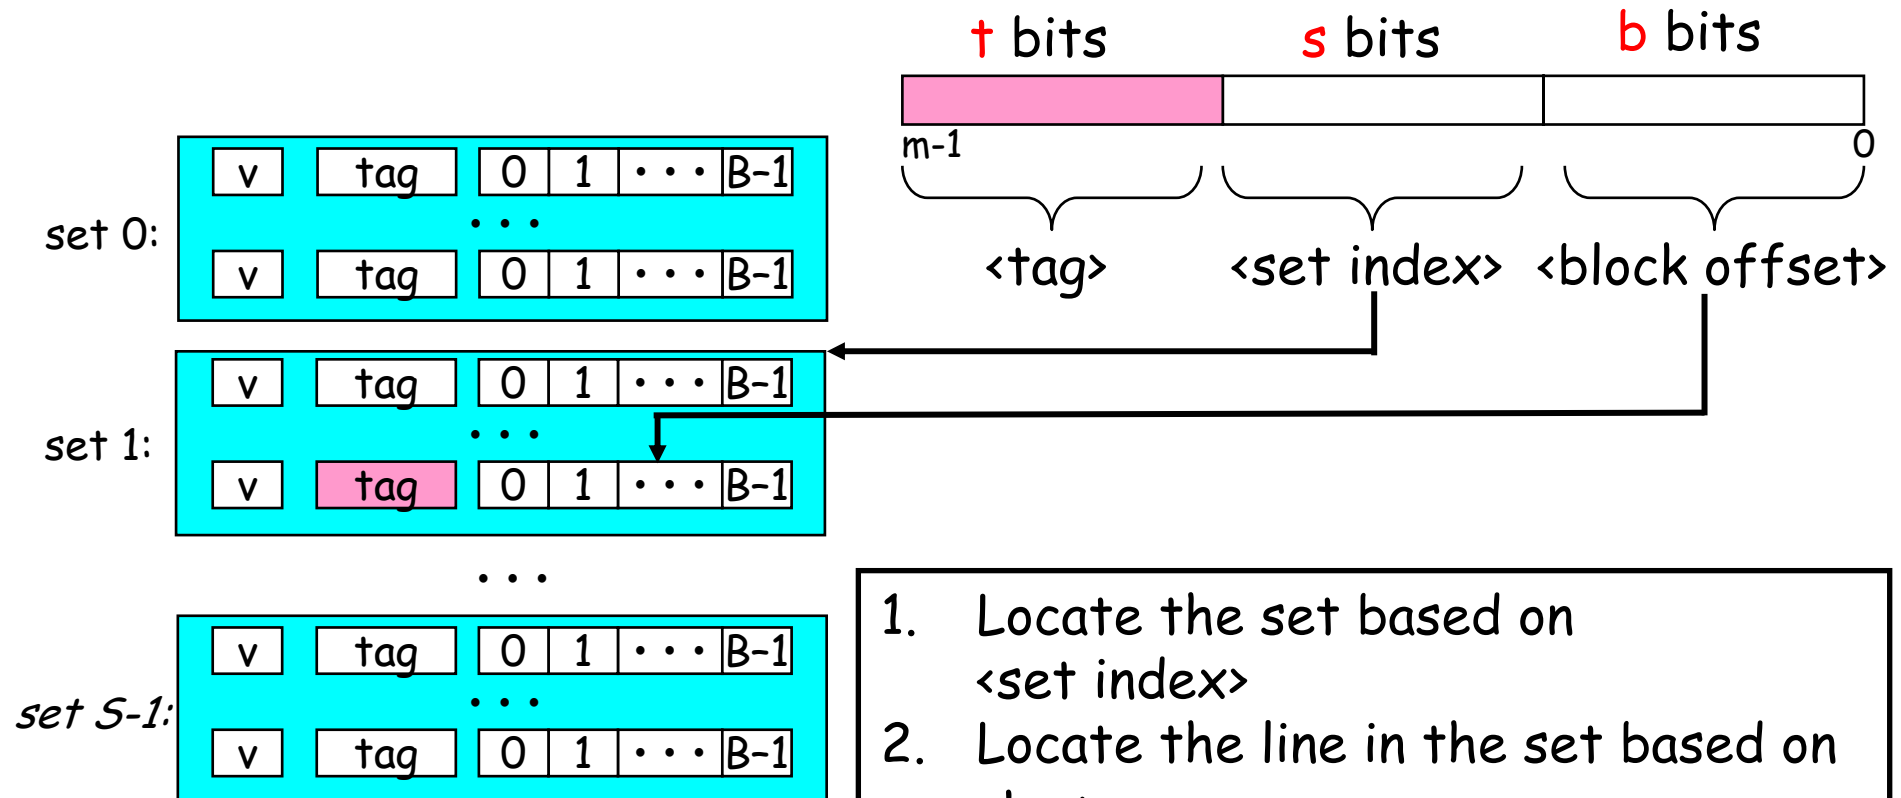 t bits s bits b bits
m-1 0
<tag> <set index> <block offset>
set 0:
v tag 0 1 • • • B-1
• • •
v tag 0 1 • • • B-1
set 1:
v tag 0 1 • • • B-1
• • •
v tag 0 1 • • • B-1
• • •
set S-1:
v tag 0 1 • • • B-1
• • •
v tag 0 1 • • • B-1
1. Locate the set based on
<set index>
2. Locate the line in the set based on